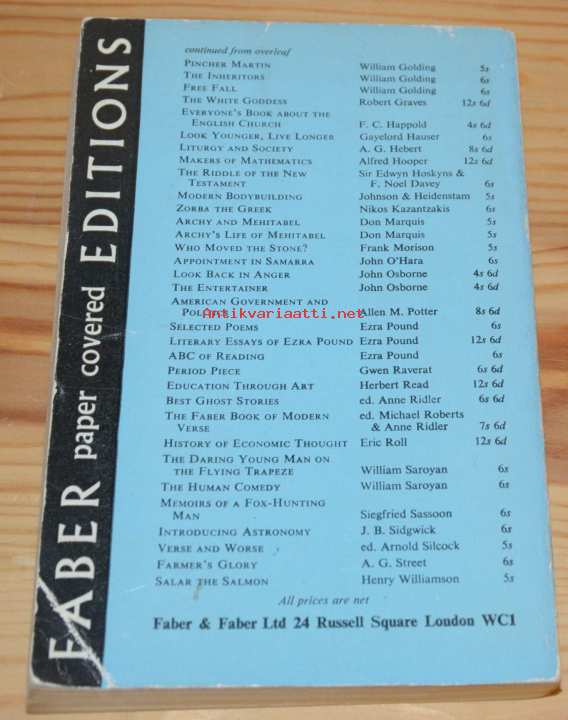 FABER paper covered EDITIONS
continued from overleaf
PINCHER MARTIN William Golding 5s
THE INHERITORS William Golding 6s
FREE FALL William Golding 6s
THE WHITE GODDESS Robert Graves 12s 6d
EVERYONE'S BOOK ABOUT THE
ENGLISH CHURCH F. C. Happold 4s 6d
LOOK YOUNGER, LIVE LONGER Gayelord Hauser 6s
LITURGY AND SOCIETY A. G. Hebert 8s 6d
MAKERS OF MATHEMATICS Alfred Hooper 12s 6d
THE RIDDLE OF THE NEW Sir Edwyn Hoskyns &
TESTAMENT F. Noel Davey 6s
MODERN BODYBUILDING Johnson & Heidenstam 5s
ZORBA THE GREEK Nikos Kazantzakis 6s
ARCHY AND MEHITABEL Don Marquis 5s
ARCHY'S LIFE OF MEHITABEL Don Marquis 5s
WHO MOVED THE STONE? Frank Morison 5s
APPOINTMENT IN SAMARRA John O'Hara 6s
LOOK BACK IN ANGER John Osborne 4s 6d
THE ENTERTAINER John Osborne 4s 6d
AMERICAN GOVERNMENT AND
POLITICS Allen M. Potter 8s 6d
Antikvariaatti.net
SELECTED POEMS Ezra Pound 6s
LITERARY ESSAYS OF EZRA POUND Ezra Pound 12s 6d
ABC OF READING Ezra Pound 6s
PERIOD PIECE Gwen Raverat 6s 6d
EDUCATION THROUGH ART Herbert Read 12s 6d
BEST GHOST STORIES ed. Anne Ridler 6s 6d
THE FABER BOOK OF MODERN ed. Michael Roberts
VERSE & Anne Ridler 7s 6d
HISTORY OF ECONOMIC THOUGHT Eric Roll 12s 6d
THE DARING YOUNG MAN ON
THE FLYING TRAPEZE William Saroyan 6s
THE HUMAN COMEDY William Saroyan 6s
MEMOIRS OF A FOX-HUNTING
MAN Siegfried Sassoon 6s
INTRODUCING ASTRONOMY J. B. Sidgwick 6s
VERSE AND WORSE ed. Arnold Silcock 5s
FARMER'S GLORY A. G. Street 6s
SALAR THE SALMON Henry Williamson 5s
All prices are net
Faber & Faber Ltd 24 Russell Square London WC1